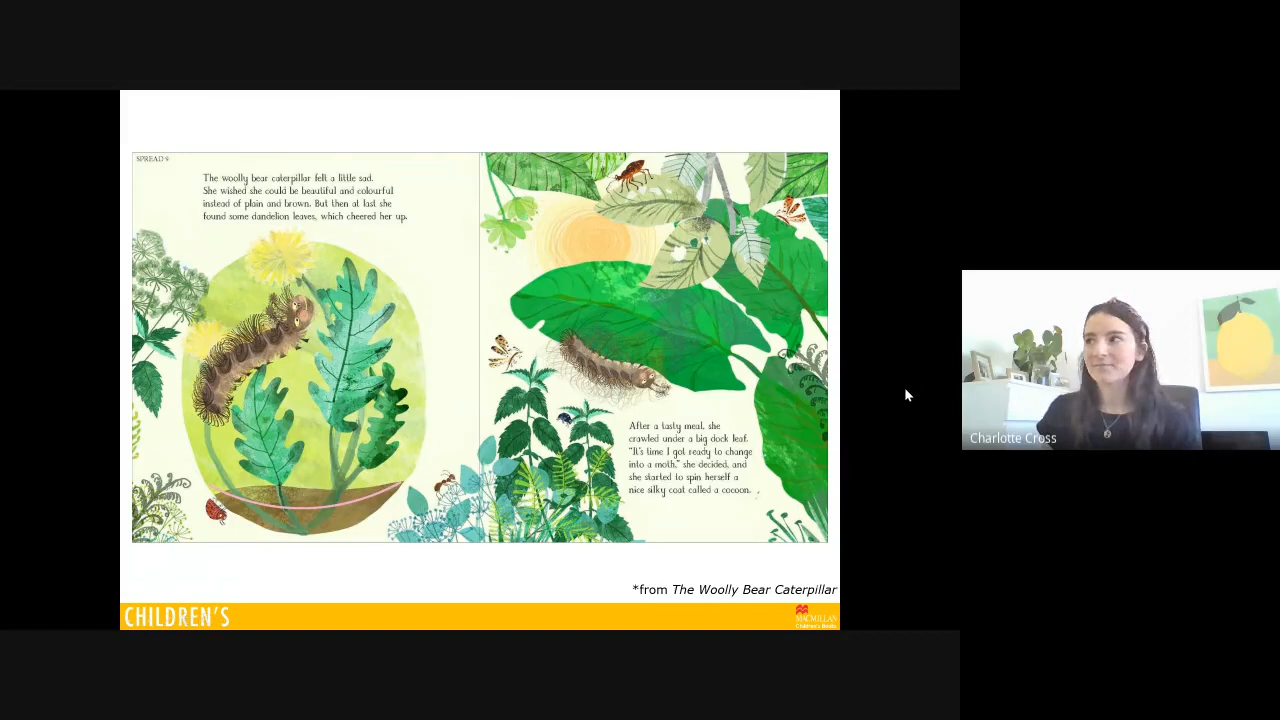 SPREAD 9
The woolly bear caterpillar felt a little sad.
She wished she could be beautiful and colourful
instead of plain and brown. But then at last she
found some dandelion leaves, which cheered her up.
After a tasty meal, she
crawled under a big dock leaf.
"It's time I got ready to change
into a moth," she decided, and
she started to spin herself a
nice silky coat called a cocoon.
*from The Woolly Bear Caterpillar
CHILDREN'S
MACMILLAN
Children's Books
Charlotte Cross